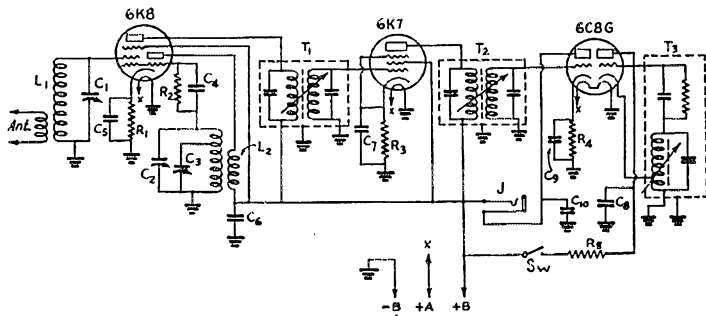 6K8
6K7
6C8G
T1
T2
T3
L1
C1
R2
C4
Ant.
C5
R1
C2
C3
L2
C6
C7
R3
C9
R4
J
C10
C8
Sw
R5
X
X
X
X
-B
+A
+B